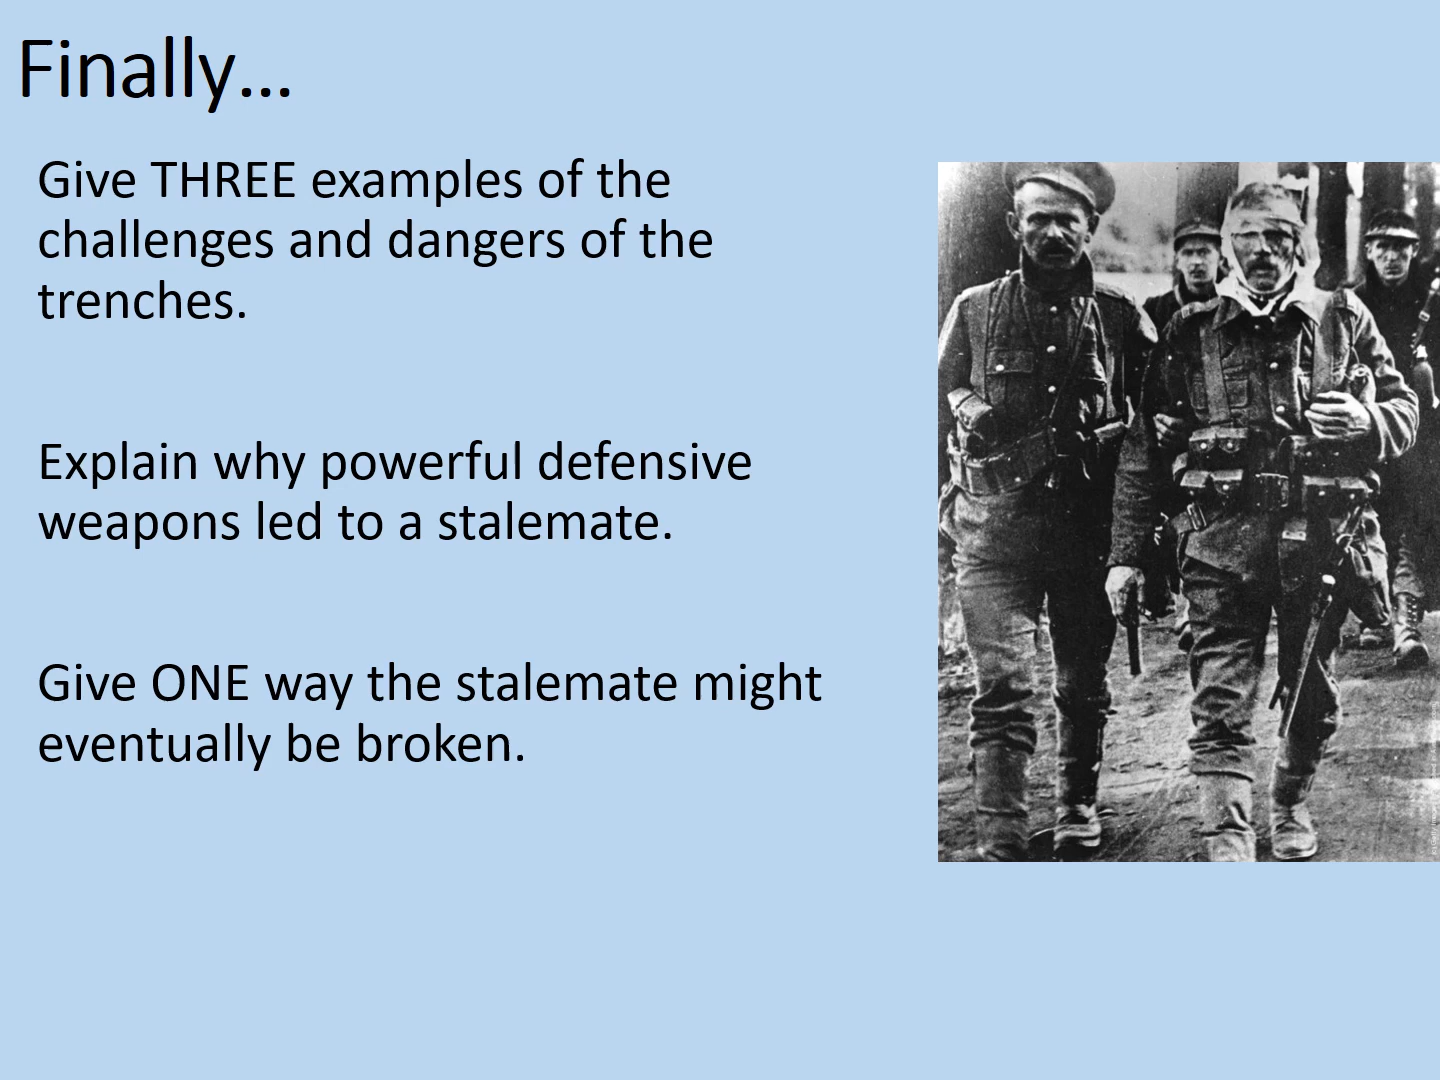 Finally…
Give THREE examples of the
challenges and dangers of the
trenches.
Explain why powerful defensive
weapons led to a stalemate.
Give ONE way the stalemate might
eventually be broken.